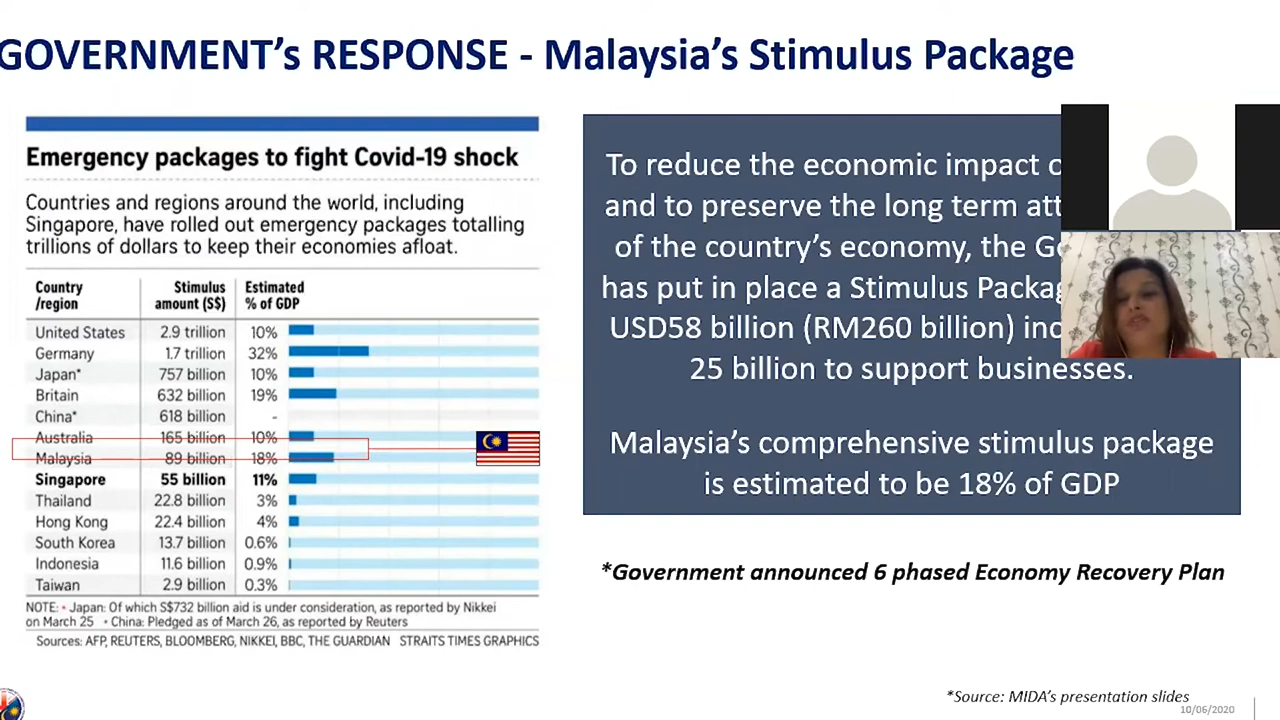 GOVERNMENT's RESPONSE - Malaysia's Stimulus Package
Emergency packages to fight Covid-19 shock
Countries and regions around the world, including
Singapore, have rolled out emergency packages totalling
trillions of dollars to keep their economies afloat.
Country /region Stimulus amount (S$) Estimated % of GDP
United States 2.9 trillion 10%
Germany 1.7 trillion 32%
Japan* 757 billion 10%
Britain 632 billion 19%
China* 618 billion -
Australia 165 billion 10%
Malaysia 89 billion 18%
Singapore 55 billion 11%
Thailand 22.8 billion 3%
Hong Kong 22.4 billion 4%
South Korea 13.7 billion 0.6%
Indonesia 11.6 billion 0.9%
Taiwan 2.9 billion 0.3%
NOTE: * Japan: Of which S$732 billion aid is under consideration, as reported by Nikkei
on March 25 * China: Pledged as of March 26, as reported by Reuters
Sources: AFP, REUTERS, BLOOMBERG, NIKKEI, BBC, THE GUARDIAN STRAITS TIMES GRAPHICS
To reduce the economic impact
and to preserve the long term
of the country's economy, the
has put in place a Stimulus
USD58 billion (RM260 billion)
25 billion to support businesses.
Malaysia's comprehensive stimulus package
is estimated to be 18% of GDP
*Government announced 6 phased Economy Recovery Plan
*Source: MIDA's presentation slides
10/06/2020